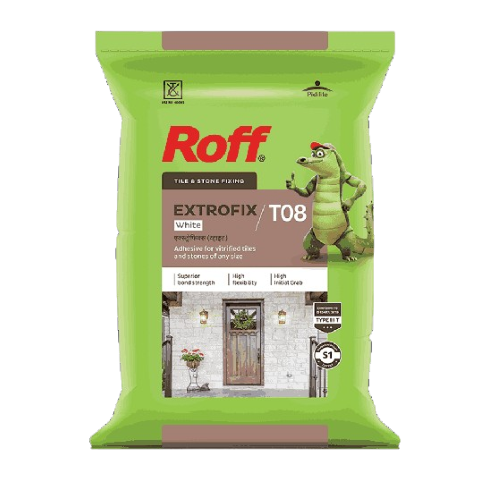 Pidilite
Roff
TILE & STONE FIXING
EXTROFIX / T08
White
Adhesive for vitrified tiles
and stones of any size
Superior
bond strength
High
flexibility
High
initial Grab
TYPE
S1